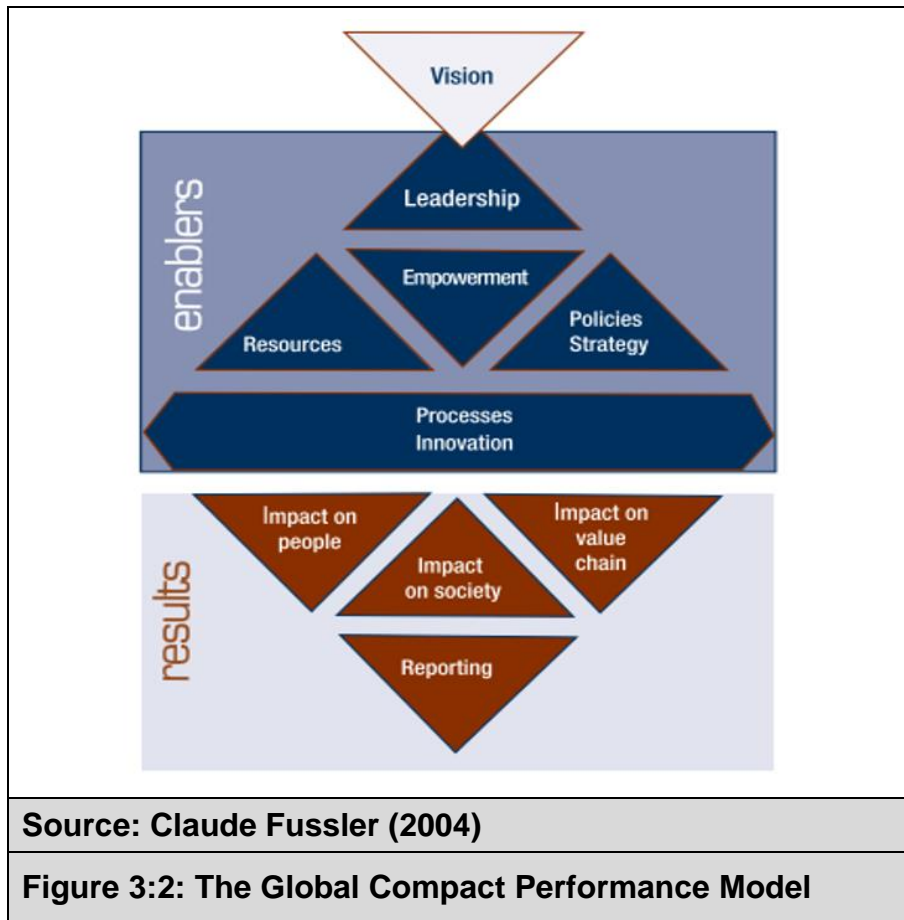 Vision
enablers
Leadership
Empowerment
Resources
Policies
Strategy
Processes
Innovation
results
Impact on
people
Impact
on society
Impact on
value
chain
Reporting
Source: Claude Fussler (2004)
Figure 3:2: The Global Compact Performance Model